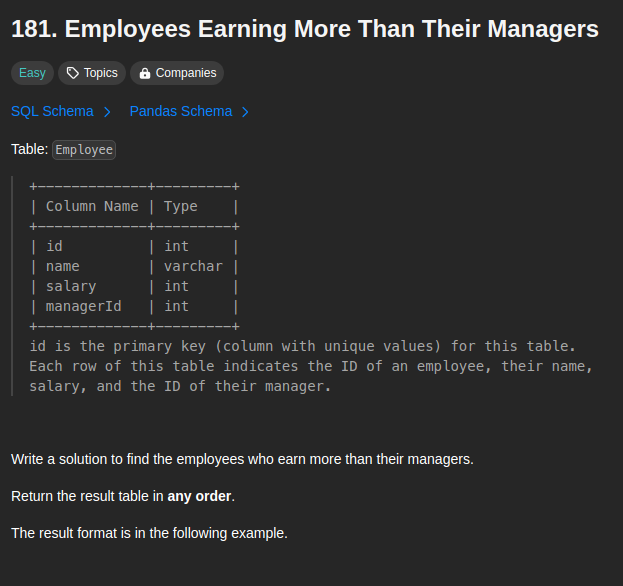 181. Employees Earning More Than Their Managers
Easy Topics Companies
SQL Schema > Pandas Schema >
Table: Employee
+-------------+---------+
| Column Name | Type    |
+-------------+---------+
| id          | int     |
| name        | varchar |
| salary      | int     |
| managerId   | int     |
+-------------+---------+
id is the primary key (column with unique values) for this table.
Each row of this table indicates the ID of an employee, their name,
salary, and the ID of their manager.
Write a solution to find the employees who earn more than their managers.
Return the result table in any order.
The result format is in the following example.